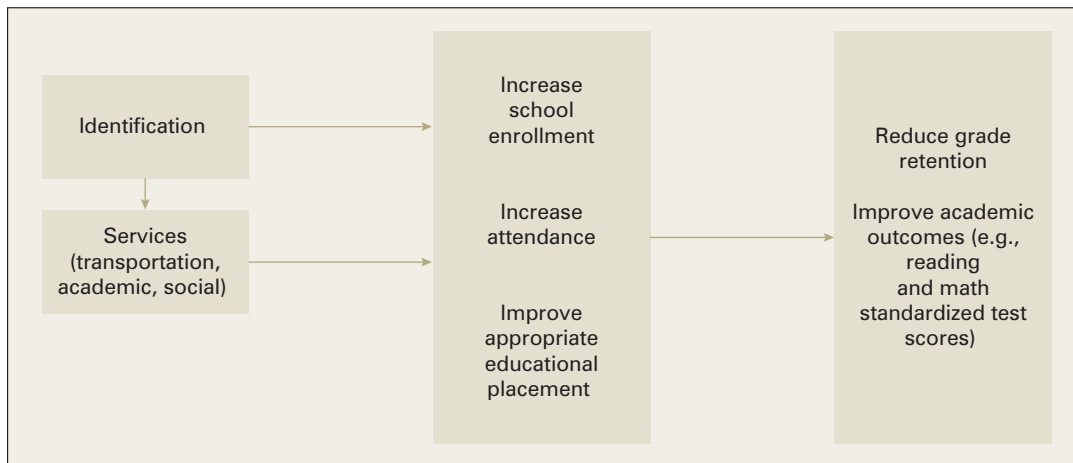 Identification
Services
(transportation,
academic, social)
Increase
school
enrollment
Increase
attendance
Improve
appropriate
educational
placement
Reduce grade
retention
Improve academic
outcomes (e.g.,
reading
and math
standardized test
scores)